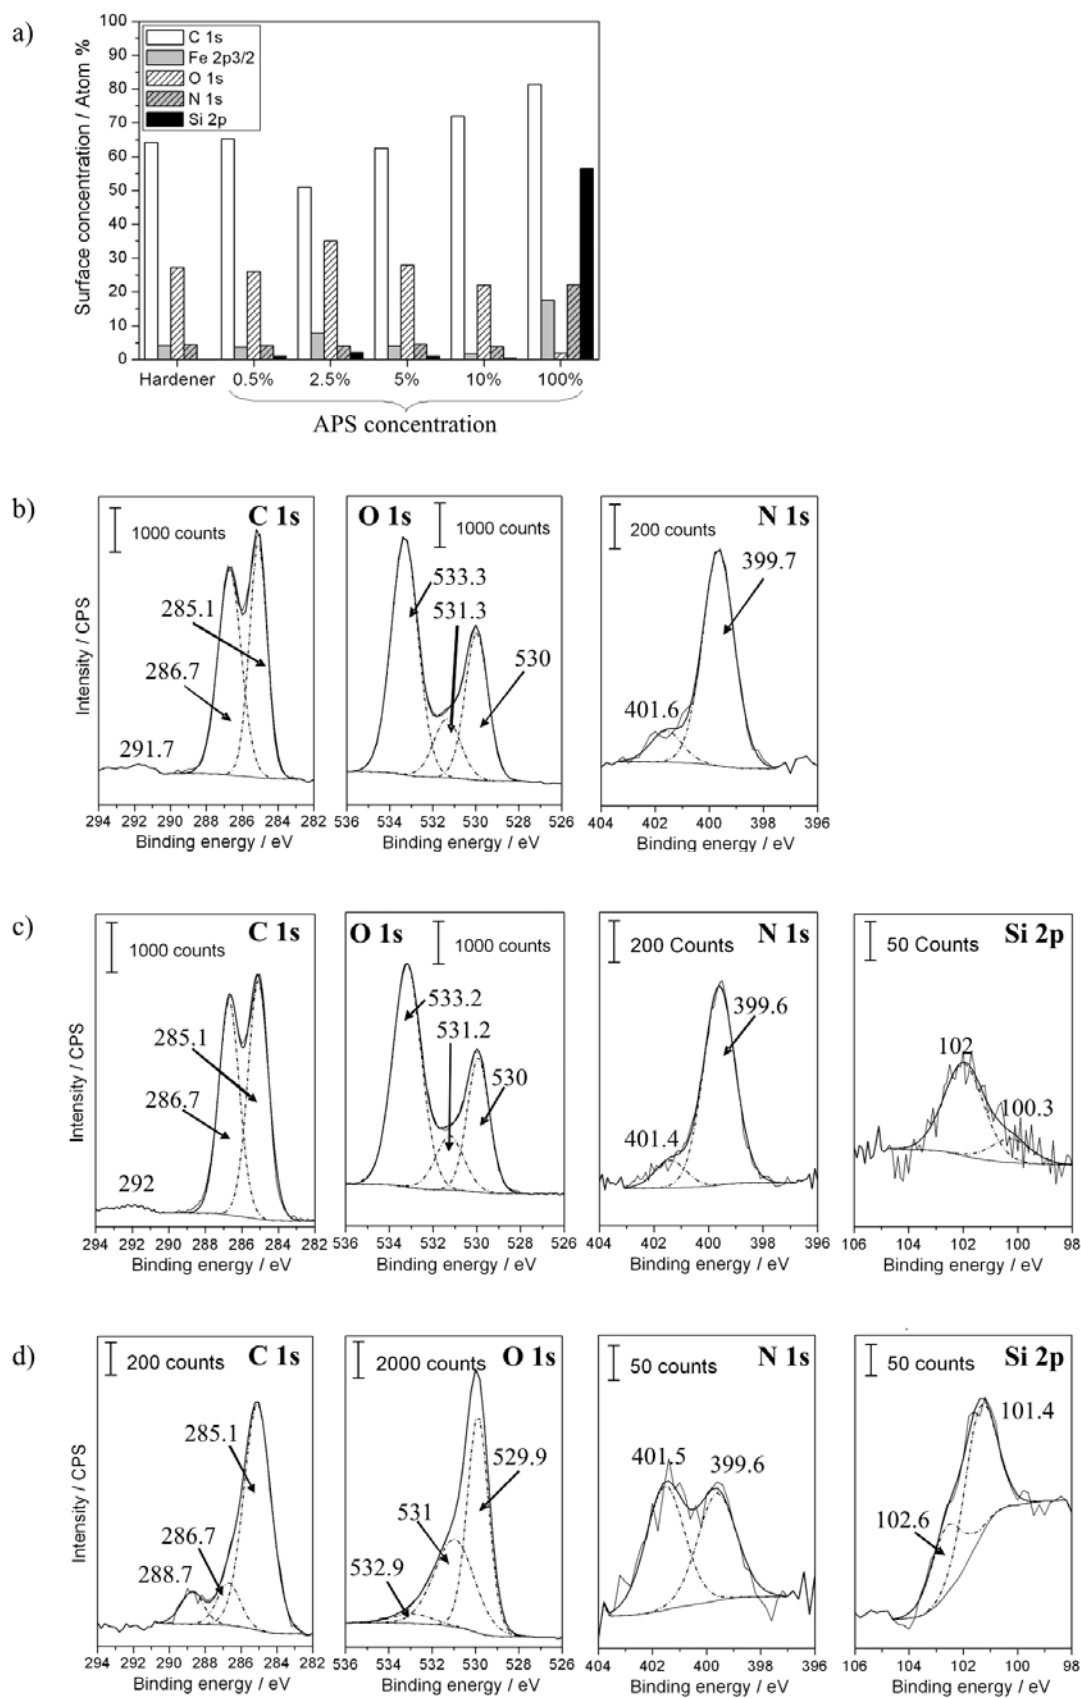 a)
Surface concentration / Atom %
100
90
80
70
60
50
40
30
20
10
0
C 1s
Fe 2p3/2
O 1s
N 1s
Si 2p
Hardener 0.5% 2.5% 5% 10% 100%
APS concentration
b)
Intensity / CPS
C 1s
1000 counts
285.1
286.7
291.7
294 292 290 288 286 284 282
Binding energy / eV
O 1s
1000 counts
533.3
531.3
530
536 534 532 530 528 526
Binding energy / eV
N 1s
200 counts
399.7
401.6
404 402 400 398 396
Binding energy / eV
c)
Intensity / CPS
C 1s
1000 counts
285.1
286.7
292
294 292 290 288 286 284 282
Binding energy / eV
O 1s
1000 counts
533.2
531.2
530
536 534 532 530 528 526
Binding energy / eV
N 1s
200 Counts
399.6
401.4
404 402 400 398 396
Binding energy / eV
Si 2p
50 Counts
102
100.3
106 104 102 100 98
Binding energy / eV
d)
Intensity / CPS
C 1s
200 counts
285.1
286.7
288.7
294 292 290 288 286 284 282
Binding energy / eV
O 1s
2000 counts
529.9
531
532.9
536 534 532 530 528 526
Binding energy / eV
N 1s
50 counts
401.5
399.6
404 402 400 398 396
Binding energy / eV
Si 2p
50 counts
101.4
102.6
106 104 102 100 98
Binding energy / eV